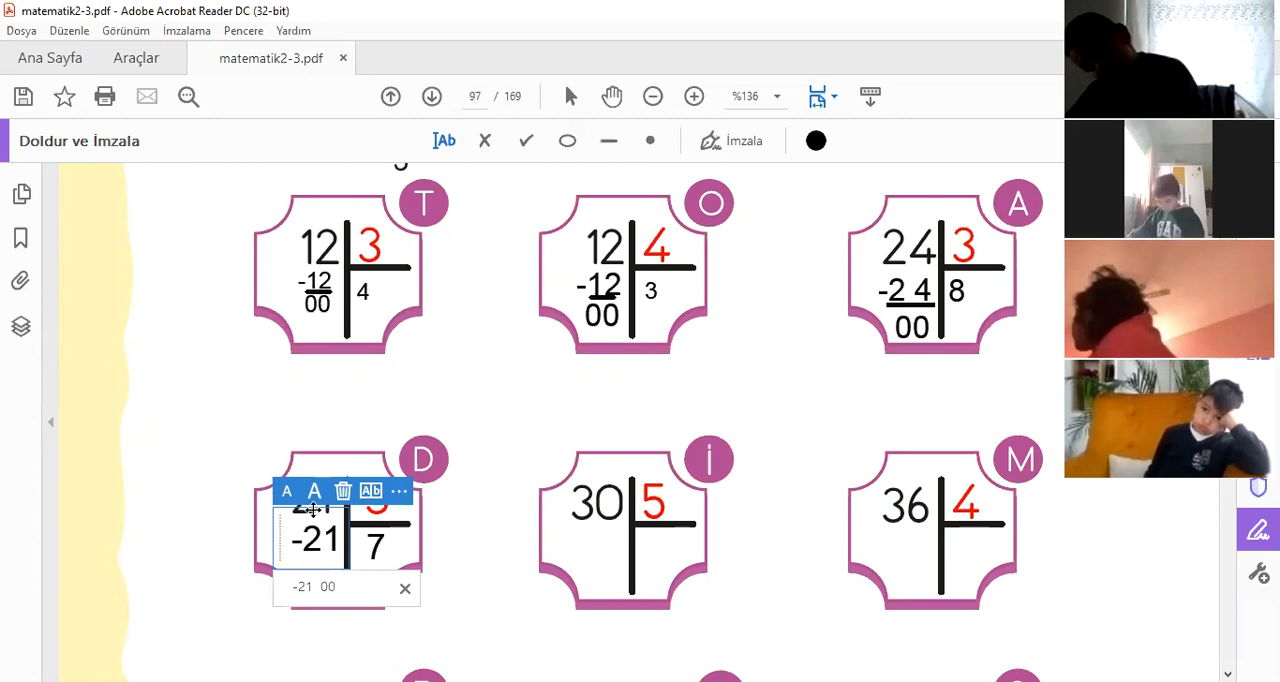 matematik2-3.pdf - Adobe Acrobat Reader DC (32-bit)
Dosya Düzenle Görünüm İmzalama Pencere Yardım
Ana Sayfa Araçlar matematik2-3.pdf ×
97 / 169 %136
Doldur ve İmzala IAb İmzala
T O A
12 3 12 4 24 3
-12 4 -12 3 -2 4 8
00 00 00
D İ M
A A Ab ...
30 5 36 4
-21 7
-21 00